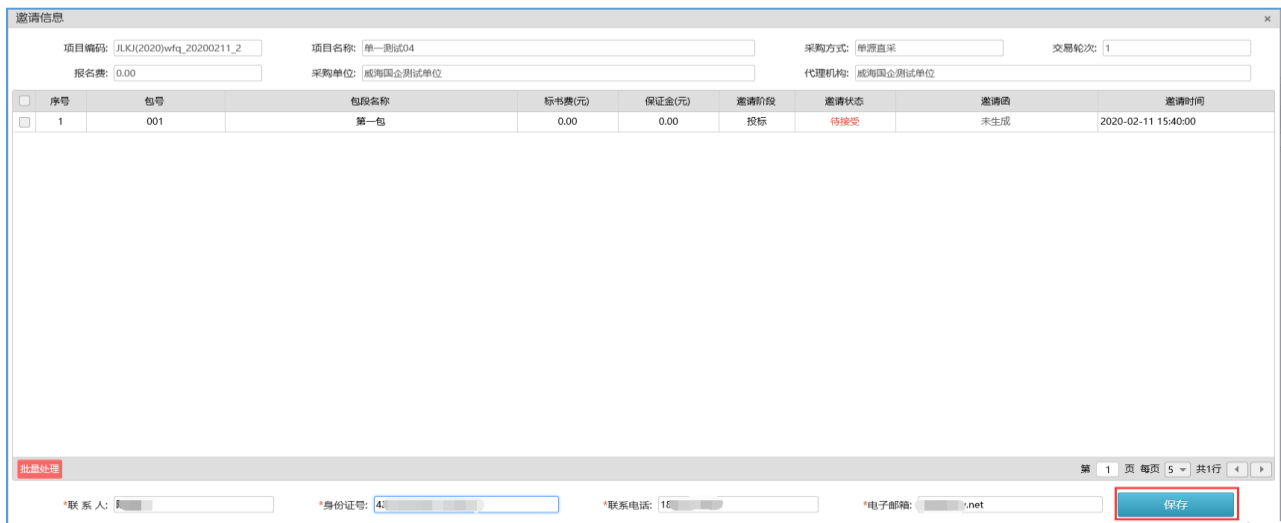 邀请信息 ×
项目编码: JLKJ(2020)wfq_20200211_2 项目名称: 单一测试04 采购方式: 单源直采 交易轮次: 1
报名费: 0.00 采购单位: 威海国企测试单位 代理机构: 威海国企测试单位
序号 包号 包段名称 标书费(元) 保证金(元) 邀请阶段 邀请状态 邀请函 邀请时间
1 001 第一包 0.00 0.00 投标 待接受 未生成 2020-02-11 15:40:00
批量处理 第 1 页 每页 5 共1行
*联 系 人: *身份证号: 42 *联系电话: 18 *电子邮箱: .net 保存